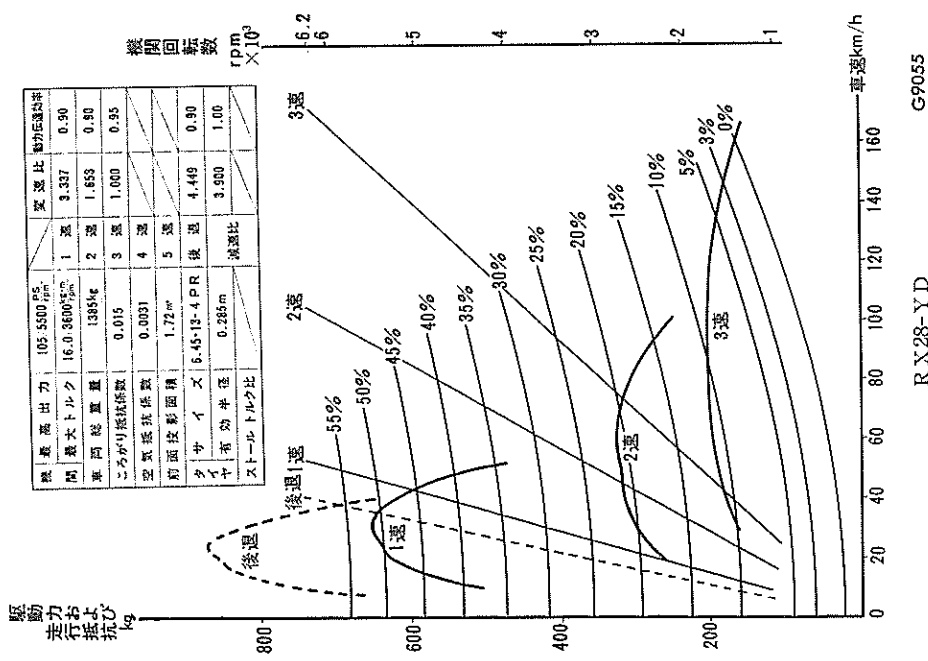 機関 最高出力 105/5500 PS/rpm
最大トルク 16.0/3600 kg-m/rpm
車両総重量 1385kg
ころがり抵抗係数 0.015
空気抵抗係数 0.0031
前面投影面積 1.72㎡
タイヤ サイズ 6.45-13-4PR
有効半径 0.285m
ストールトルク比
変速比 動力伝達効率
1速 3.337 0.90
2速 1.653 0.90
3速 1.000 0.95
4速
5速
後退 4.449 0.90
減速比 3.900 1.00
機関回転数
rpm
×10³
6.2
6
5
4
3
2
1
駆動力および
走行抵抗
kg
800
600
400
200
0
20
40
60
80
100
120
140
160
車速km/h
後退
後退
1速
1速
2速
2速
3速
3速
55%
50%
45%
40%
35%
30%
25%
20%
15%
10%
5%
3%
0%
RX28-YD
G9055